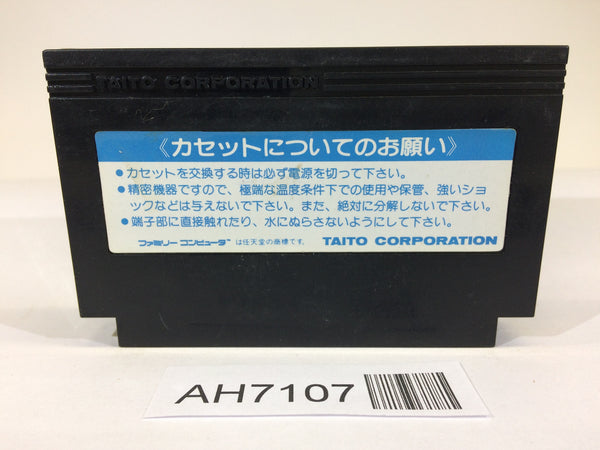 TAITO CORPORATION
《カセットについてのお願い》
●カセットを交換する時は必ず電源を切って下さい。
●精密機器ですので、極端な温度条件下での使用や保管、強いショ
ックなどは与えないで下さい。また、絶対に分解しないで下さい。
●端子部に直接触れたり、水にぬらさないようにして下さい。
ファミリーコンピュータ™は任天堂の商標です。 TAITO CORPORATION
AH7107